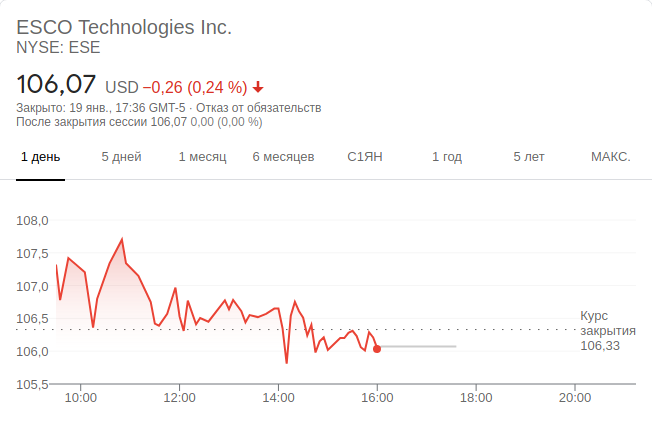 ESCO Technologies Inc.
NYSE: ESE
106,07 USD −0,26 (0,24 %)
Закрыто: 19 янв., 17:36 GMT-5 · Отказ от обязательств
После закрытия сессии 106,07 0,00 (0,00 %)
1 день 5 дней 1 месяц 6 месяцев С1ЯН 1 год 5 лет МАКС.
108,0
107,5
107,0
106,5
Курс
закрытия
106,33
106,0
105,5
10:00 12:00 14:00 16:00 18:00 20:00